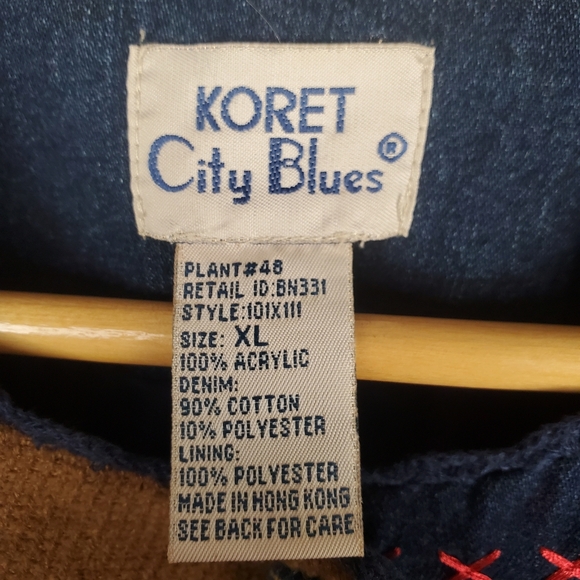 KORET
City Blues®
PLANT#48
RETAIL ID:BN331
STYLE:101X111
SIZE: XL
100% ACRYLIC
DENIM:
90% COTTON
10% POLYESTER
LINING:
100% POLYESTER
MADE IN HONG KONG
SEE BACK FOR CARE